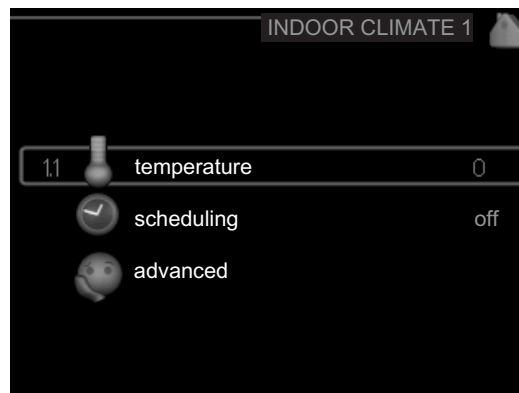 INDOOR CLIMATE 1
1.1 temperature 0
scheduling off
advanced